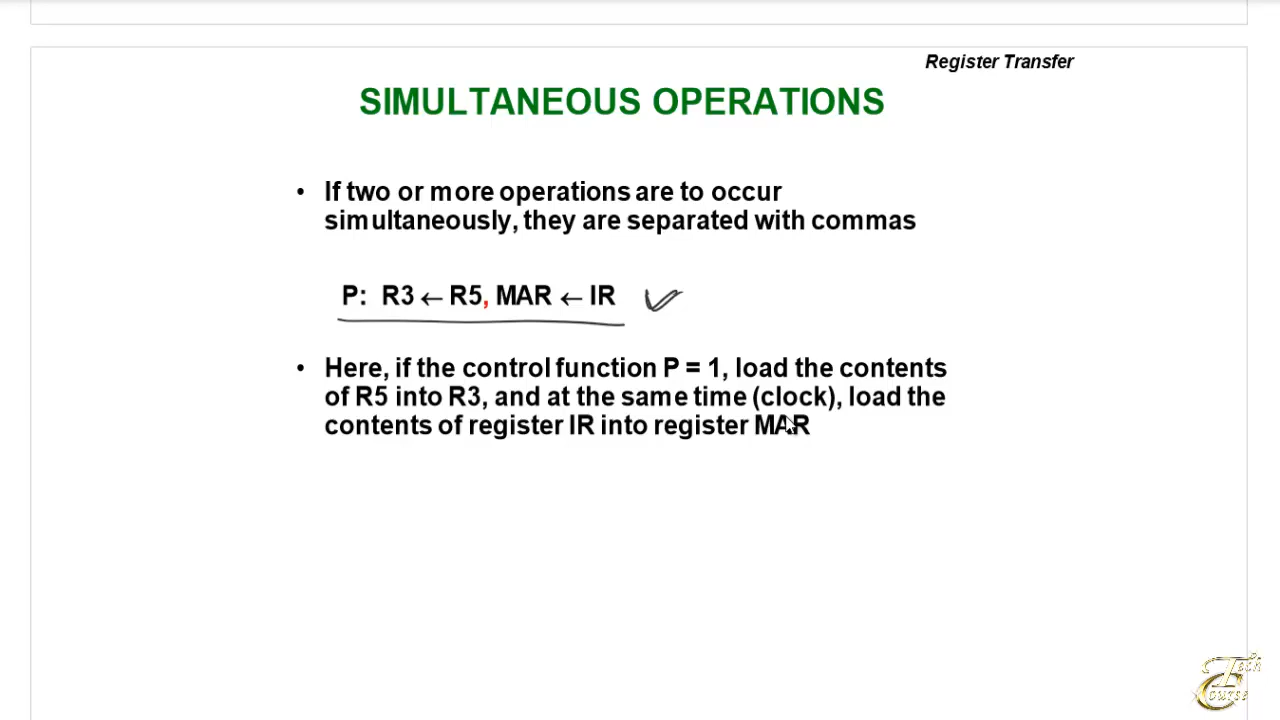 Register Transfer
SIMULTANEOUS OPERATIONS
• If two or more operations are to occur
simultaneously, they are separated with commas
P: R3 ← R5, MAR ← IR
• Here, if the control function P = 1, load the contents
of R5 into R3, and at the same time (clock), load the
contents of register IR into register MAR
Tech
Course